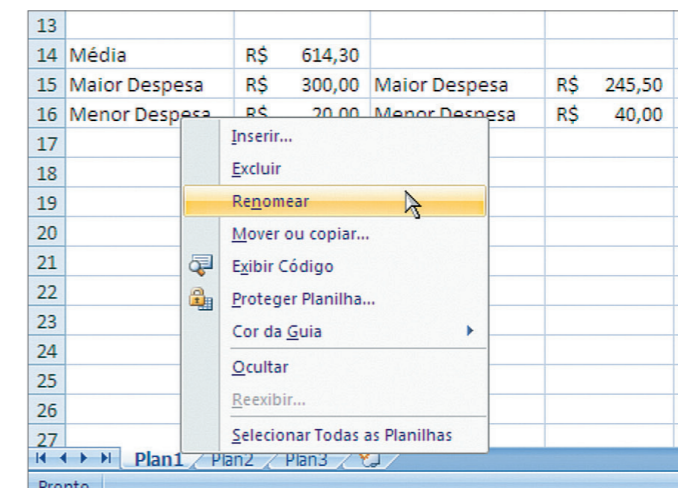 13
14 Média R$ 614,30
15 Maior Despesa R$ 300,00 Maior Despesa R$ 245,50
16 Menor Despesa R$ 20,00 Menor Despesa R$ 40,00
17
Inserir...
18
Excluir
19
Renomear
20
Mover ou copiar...
21
Exibir Código
22
Proteger Planilha...
23
Cor da Guia
24
Ocultar
25
Reexibir...
26
Selecionar Todas as Planilhas
27
Plan1 Plan2 Plan3
Pronto